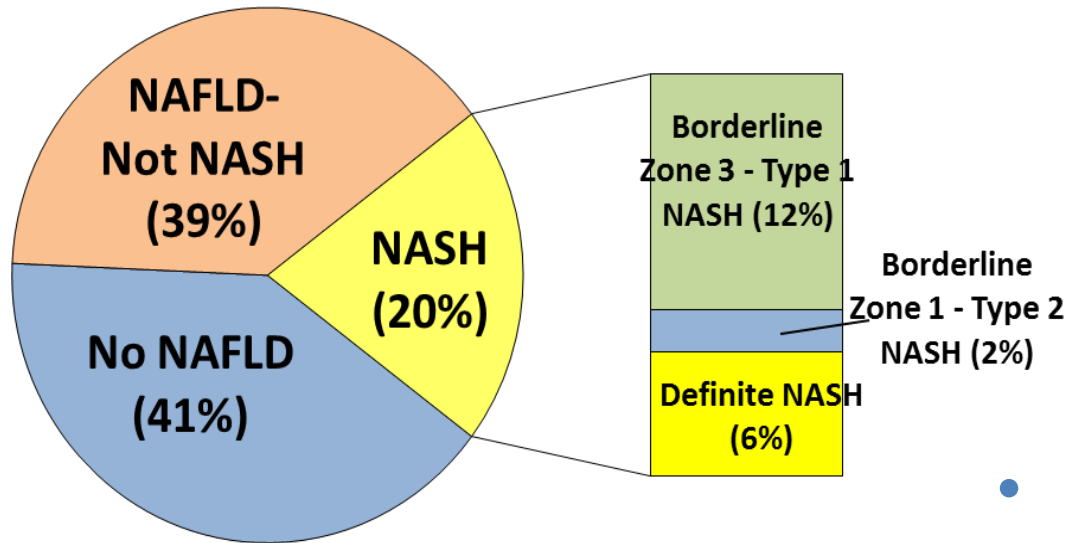 NAFLD-
Not NASH
(39%)
NASH
(20%)
No NAFLD
(41%)
Borderline
Zone 3 - Type 1
NASH (12%)
Borderline
Zone 1 - Type 2
NASH (2%)
Definite NASH
(6%)